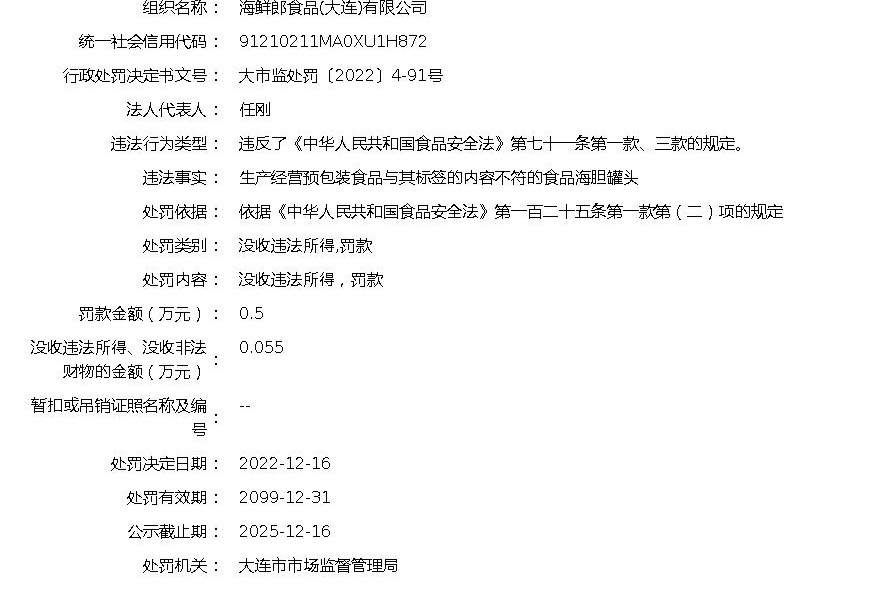 组织名称： 海鲜郎食品(大连)有限公司
统一社会信用代码： 91210211MA0XU1H872
行政处罚决定书文号： 大市监处罚〔2022〕4-91号
法人代表人： 任刚
违法行为类型： 违反了《中华人民共和国食品安全法》第七十一条第一款、三款的规定。
违法事实： 生产经营预包装食品与其标签的内容不符的食品海胆罐头
处罚依据： 依据《中华人民共和国食品安全法》第一百二十五条第一款第（二）项的规定
处罚类别： 没收违法所得,罚款
处罚内容： 没收违法所得，罚款
罚款金额（万元）： 0.5
没收违法所得、没收非法 0.055
财物的金额（万元）：
暂扣或吊销证照名称及编 --
号：
处罚决定日期： 2022-12-16
处罚有效期： 2099-12-31
公示截止期： 2025-12-16
处罚机关： 大连市市场监督管理局